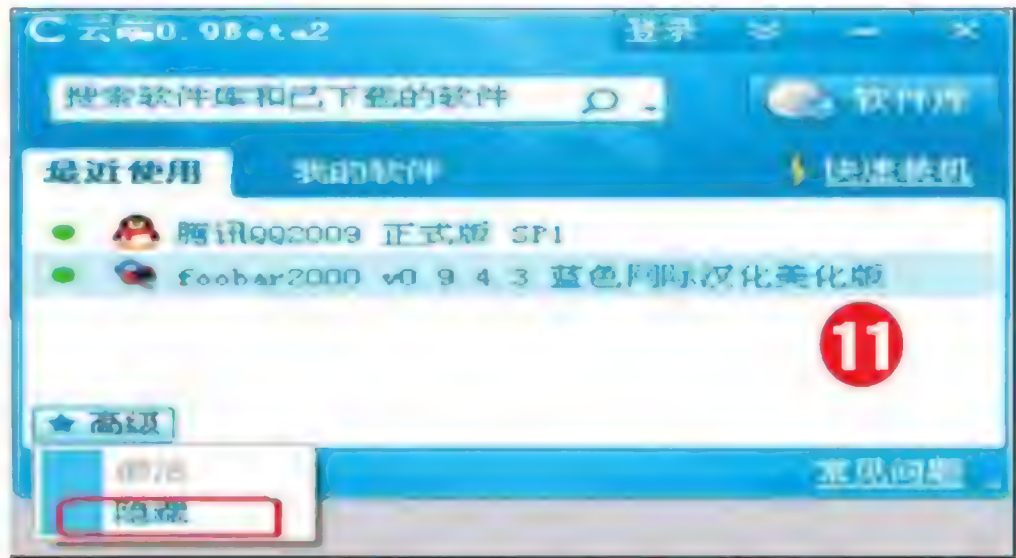 云端0.9Beta2 登录
搜索软件库和已下载的软件 软件库
最近使用 我的软件 快速装机
腾讯QQ2009 正式版 SP1
foobar2000 v0 9 4 3 蓝色国际汉化美化版
11
高级
常见问题
隐藏